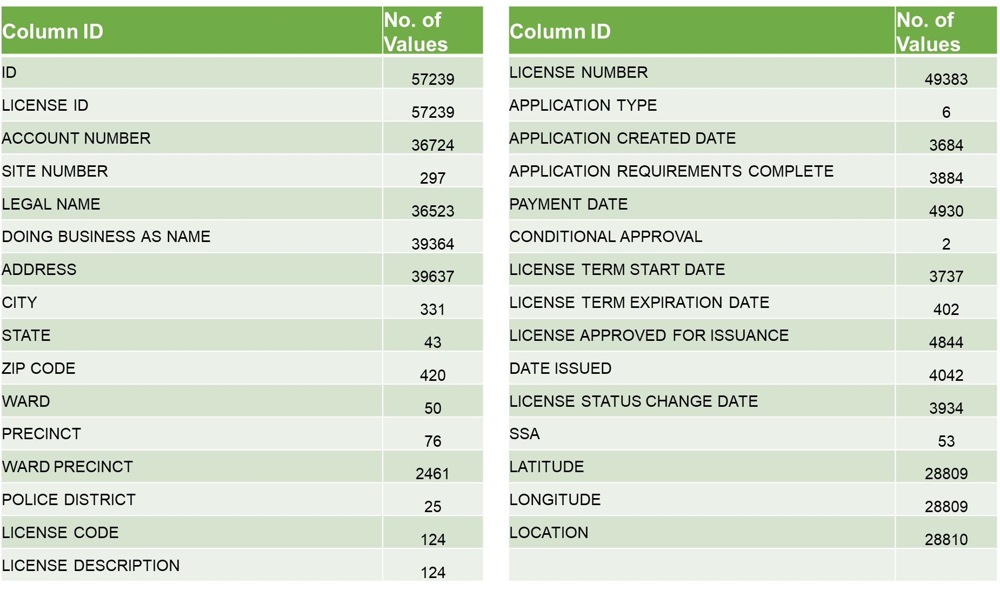 Column ID No. of Values
ID 57239
LICENSE ID 57239
ACCOUNT NUMBER 36724
SITE NUMBER 297
LEGAL NAME 36523
DOING BUSINESS AS NAME 39364
ADDRESS 39637
CITY 331
STATE 43
ZIP CODE 420
WARD 50
PRECINCT 76
WARD PRECINCT 2461
POLICE DISTRICT 25
LICENSE CODE 124
LICENSE DESCRIPTION 124
Column ID No. of Values
LICENSE NUMBER 49383
APPLICATION TYPE 6
APPLICATION CREATED DATE 3684
APPLICATION REQUIREMENTS COMPLETE 3884
PAYMENT DATE 4930
CONDITIONAL APPROVAL 2
LICENSE TERM START DATE 3737
LICENSE TERM EXPIRATION DATE 402
LICENSE APPROVED FOR ISSUANCE 4844
DATE ISSUED 4042
LICENSE STATUS CHANGE DATE 3934
SSA 53
LATITUDE 28809
LONGITUDE 28809
LOCATION 28810